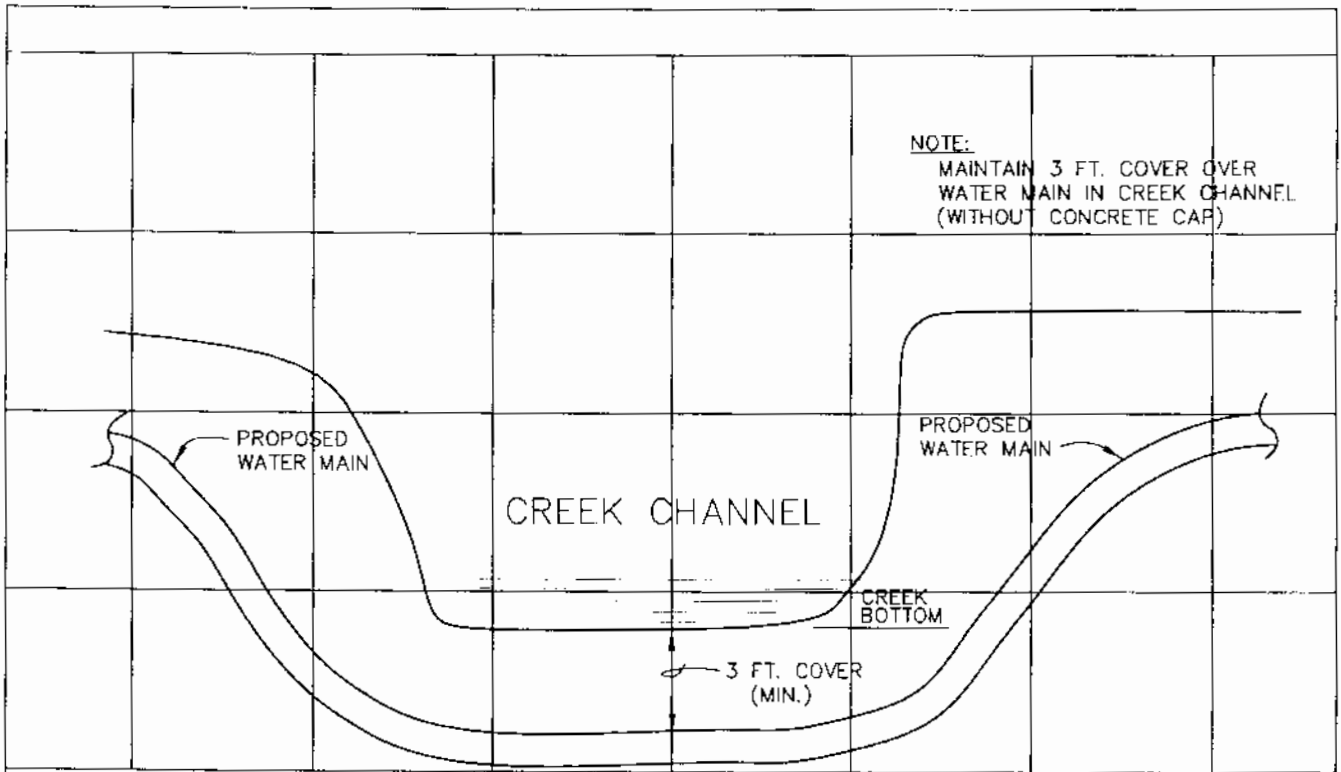 NOTE:
MAINTAIN 3 FT. COVER OVER
WATER MAIN IN CREEK CHANNEL
(WITHOUT CONCRETE CAP)
PROPOSED
WATER MAIN
PROPOSED
WATER MAIN
CREEK CHANNEL
CREEK
BOTTOM
3 FT. COVER
(MIN.)